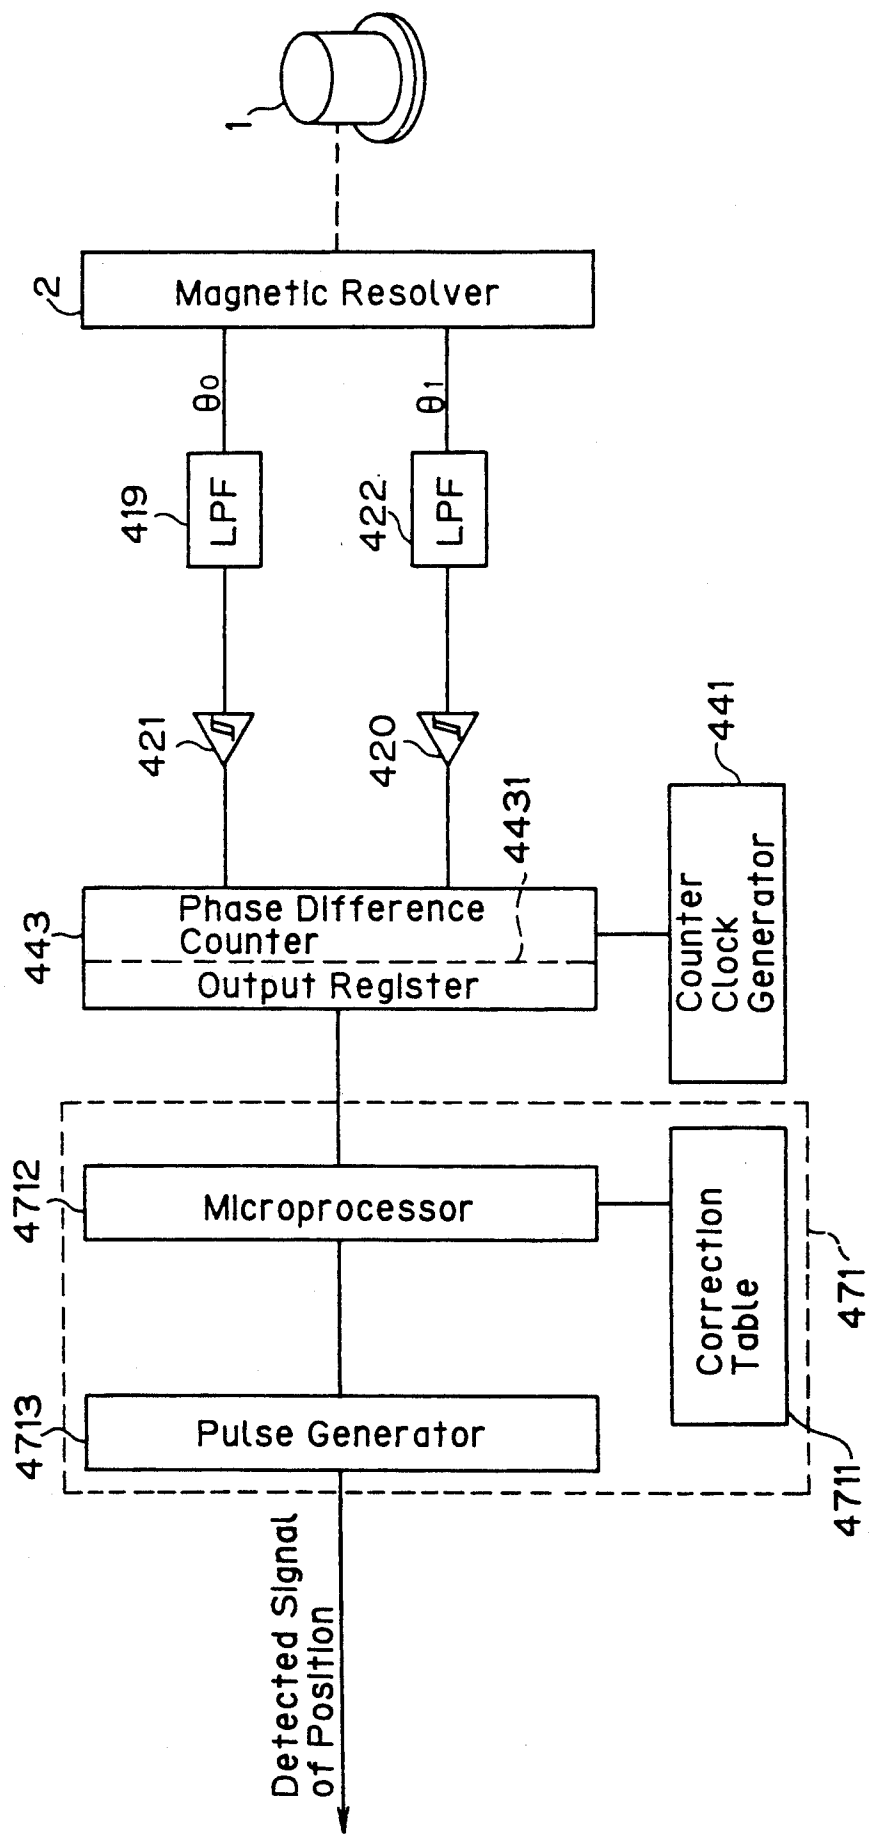 1
2
Magnetic Resolver
θ0
θ1
419
LPF
422
LPF
421
420
4431
441
443
Phase Difference
Counter
Output Register
Counter
Clock
Generator
4712
Microprocessor
Correction
Table
471
4713
Pulse Generator
4711
Detected Signal
of Position